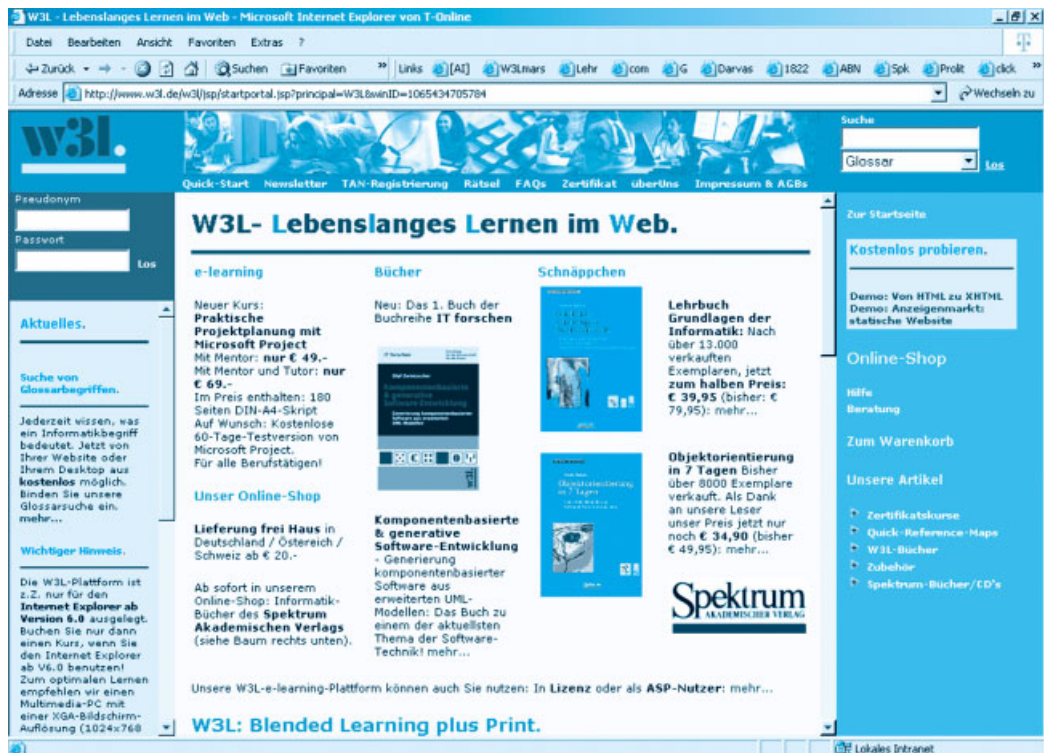 W3L - Lebenslanges Lernen im Web - Microsoft Internet Explorer von T-Online
Datei Bearbeiten Ansicht Favoriten Extras ?
Zurück Suchen Favoriten » Links [AI] W3Lmars Lehr com G Darvas 1822 ABN Spk Prolit click »
Adresse http://www.w3l.de/w3l/jsp/startportal.jsp?principal=W3L&winID=1065434705784 Wechseln zu
w3l.
Quick-Start Newsletter TAN-Registrierung Rätsel FAQs Zertifikat überUns Impressum & AGBs
Suche
Glossar
Los
Pseudonym
Passwort
Los
Aktuelles.
Suche von
Glossarbegriffen.
Jederzeit wissen, was
ein Informatikbegriff
bedeutet. Jetzt von
Ihrer Website oder
Ihrem Desktop aus
kostenlos möglich.
Binden Sie unsere
Glossarsuche ein.
mehr...
Wichtiger Hinweis.
Die W3L-Plattform ist
z.Z. nur für den
Internet Explorer ab
Version 6.0 ausgelegt.
Buchen Sie nur dann
einen Kurs, wenn Sie
den Internet Explorer
ab V6.0 benutzen!
Zum optimalen Lernen
empfehlen wir einen
Multimedia-PC mit
einer XGA-Bildschirm-
Auflösung (1024x768
W3L- Lebenslanges Lernen im Web.
e-learning
Neuer Kurs:
Praktische
Projektplanung mit
Microsoft Project
Mit Mentor: nur € 49.-
Mit Mentor und Tutor: nur
€ 69.-
Im Preis enthalten: 180
Seiten DIN-A4-Skript
Auf Wunsch: Kostenlose
60-Tage-Testversion von
Microsoft Project.
Für alle Berufstätigen!
Unser Online-Shop
Lieferung frei Haus in
Deutschland / Östereich /
Schweiz ab € 20.-
Ab sofort in unserem
Online-Shop: Informatik-
Bücher des Spektrum
Akademischen Verlags
(siehe Baum rechts unten).
Bücher
Neu: Das 1. Buch der
Buchreihe IT forschen
Komponentenbasierte
& generative
Software-Entwicklung
w3l
Komponentenbasierte
& generative
Software-Entwicklung
- Generierung
komponentenbasierter
Software aus
erweiterten UML-
Modellen: Das Buch zu
einem der aktuellsten
Thema der Software-
Technik! mehr...
Schnäppchen
Lehrbuch
Grundlagen der
Informatik: Nach
über 13.000
verkauften
Exemplaren, jetzt
zum halben Preis:
€ 39,95 (bisher: €
79,95): mehr...
Objektorientierung
in 7 Tagen
Objektorientierung
in 7 Tagen Bisher
über 8000 Exemplare
verkauft. Als Dank
an unsere Leser
unser Preis jetzt nur
noch € 34,90 (bisher
€ 49,95): mehr...
Spektrum
AKADEMISCHER VERLAG
Unsere W3L-e-learning-Plattform können auch Sie nutzen: In Lizenz oder als ASP-Nutzer: mehr...
W3L: Blended Learning plus Print.
Zur Startseite
Kostenlos probieren.
Demo: Von HTML zu XHTML
Demo: Anzeigenmarkt:
statische Website
Online-Shop
Hilfe
Beratung
Zum Warenkorb
Unsere Artikel
Zertifikatskurse
Quick-Reference-Maps
W3L-Bücher
Zubehör
Spektrum-Bücher/CD's
Lokales Intranet